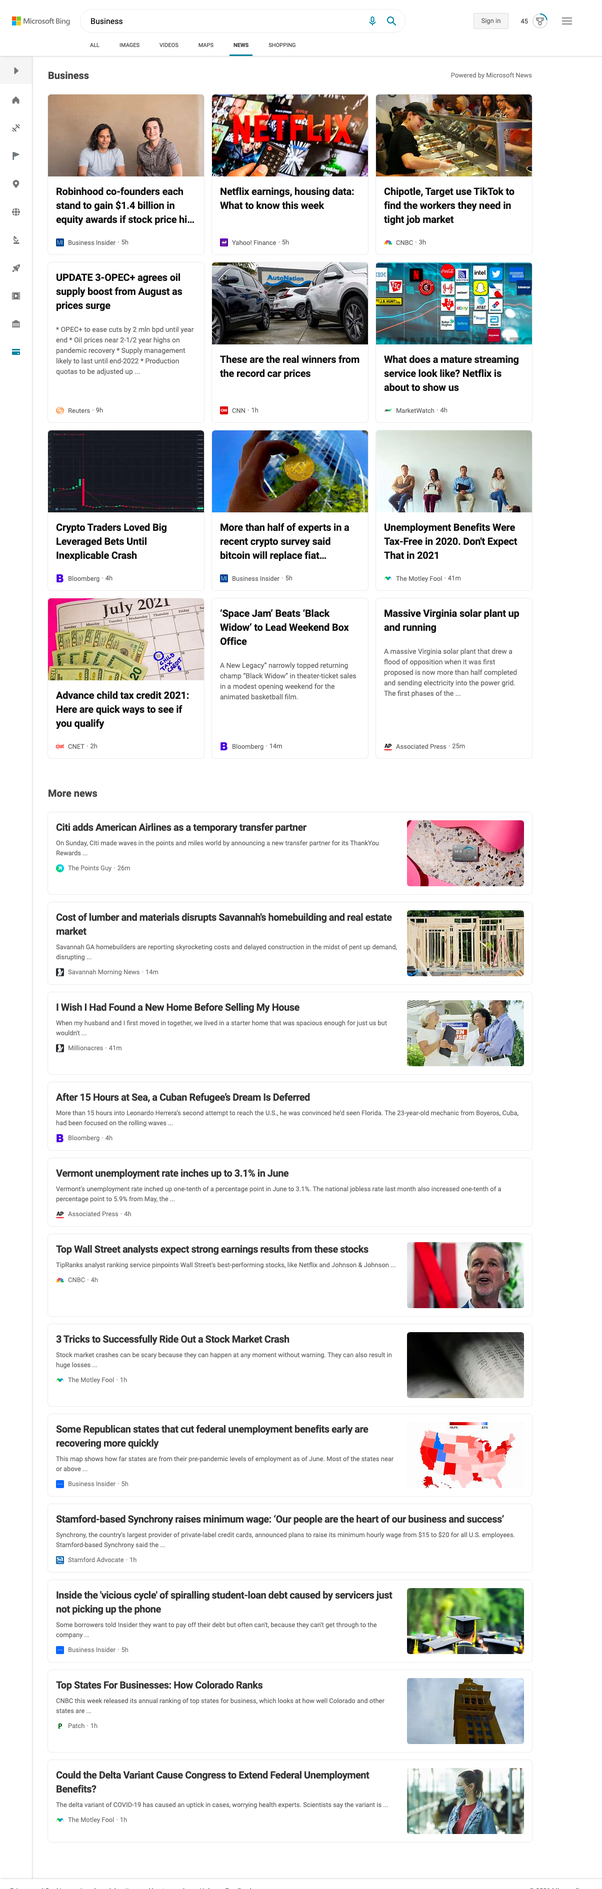 Microsoft Bing
Business
Sign in
45
ALL
IMAGES
VIDEOS
MAPS
NEWS
SHOPPING
Business
Powered by Microsoft News
Robinhood co-founders each
stand to gain $1.4 billion in
equity awards if stock price hi...
Business Insider · 5h
NETFLIX
Netflix earnings, housing data:
What to know this week
Yahoo! Finance · 5h
Chipotle, Target use TikTok to
find the workers they need in
tight job market
CNBC · 3h
UPDATE 3-OPEC+ agrees oil
supply boost from August as
prices surge
* OPEC+ to ease cuts by 2 mln bpd until year
end * Oil prices near 2-1/2 year highs on
pandemic recovery * Supply management
likely to last until end-2022 * Production
quotas to be adjusted up ...
Reuters · 9h
AutoNation
These are the real winners from
the record car prices
CNN · 1h
intel
What does a mature streaming
service look like? Netflix is
about to show us
MarketWatch · 4h
Crypto Traders Loved Big
Leveraged Bets Until
Inexplicable Crash
Bloomberg · 4h
More than half of experts in a
recent crypto survey said
bitcoin will replace fiat...
Business Insider · 5h
Unemployment Benefits Were
Tax-Free in 2020. Don't Expect
That in 2021
The Motley Fool · 41m
July 2021
CHILD
TAX
CREDIT
Advance child tax credit 2021:
Here are quick ways to see if
you qualify
CNET · 2h
‘Space Jam’ Beats ‘Black
Widow’ to Lead Weekend Box
Office
A New Legacy” narrowly topped returning
champ “Black Widow” in theater-ticket sales
in a modest opening weekend for the
animated basketball film.
Bloomberg · 14m
Massive Virginia solar plant up
and running
A massive Virginia solar plant that drew a
flood of opposition when it was first
proposed is now more than half completed
and sending electricity into the power grid.
The first phases of the ...
AP
Associated Press · 25m
More news
Citi adds American Airlines as a temporary transfer partner
On Sunday, Citi made waves in the points and miles world by announcing a new transfer partner for its ThankYou
Rewards ...
The Points Guy · 26m
Cost of lumber and materials disrupts Savannah's homebuilding and real estate
market
Savannah GA homebuilders are reporting skyrocketing costs and delayed construction in the midst of pent up demand,
disrupting ...
Savannah Morning News · 14m
I Wish I Had Found a New Home Before Selling My House
When my husband and I first moved in together, we lived in a starter home that was spacious enough for just us but
wouldn't ...
Millionacres · 41m
After 15 Hours at Sea, a Cuban Refugee's Dream Is Deferred
More than 15 hours into Leonardo Herrera's second attempt to reach the U.S., he was convinced he'd seen Florida. The 23-year-old mechanic from Boyeros, Cuba,
had been focused on the rolling waves ...
Bloomberg · 4h
Vermont unemployment rate inches up to 3.1% in June
Vermont's unemployment rate inched up one-tenth of a percentage point in June to 3.1%. The national jobless rate last month also increased one-tenth of a
percentage point to 5.9% from May, the ...
AP
Associated Press · 4h
Top Wall Street analysts expect strong earnings results from these stocks
TipRanks analyst ranking service pinpoints Wall Street's best-performing stocks, like Netflix and Johnson & Johnson ...
CNBC · 4h
3 Tricks to Successfully Ride Out a Stock Market Crash
Stock market crashes can be scary because they can happen at any moment without warning. They can also result in
huge losses ...
The Motley Fool · 1h
Some Republican states that cut federal unemployment benefits early are
recovering more quickly
This map shows how far states are from their pre-pandemic levels of employment as of June. Most of the states near
or above ...
Business Insider · 5h
Stamford-based Synchrony raises minimum wage: ‘Our people are the heart of our business and success’
Synchrony, the country's largest provider of private-label credit cards, announced plans to raise its minimum hourly wage from $15 to $20 for all U.S. employees.
Stamford-based Synchrony said the ...
Stamford Advocate · 1h
Inside the 'vicious cycle' of spiralling student-loan debt caused by servicers just
not picking up the phone
Some borrowers told Insider they want to pay off their debt but often can't, because they can't get through to the
company ...
Business Insider · 5h
Top States For Businesses: How Colorado Ranks
CNBC this week released its annual ranking of top states for business, which looks at how well Colorado and other
states are ...
Patch · 1h
Could the Delta Variant Cause Congress to Extend Federal Unemployment
Benefits?
The delta variant of COVID-19 has caused an uptick in cases, worrying health experts. Scientists say the variant is ...
The Motley Fool · 1h